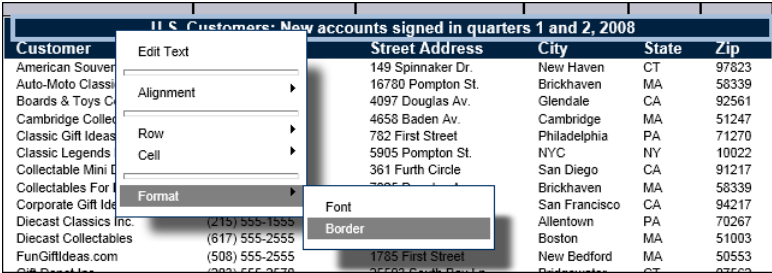 U.S. Customers: New accounts signed in quarters 1 and 2, 2008
Customer Street Address City State Zip
American Souven 149 Spinnaker Dr. New Haven CT 97823
Auto-Moto Classi 16780 Pompton St. Brickhaven MA 58339
Boards & Toys C 4097 Douglas Av. Glendale CA 92561
Cambridge Collec 4658 Baden Av. Cambridge MA 51247
Classic Gift Ideas 782 First Street Philadelphia PA 71270
Classic Legends 5905 Pompton St. NYC NY 10022
Collectable Mini D 361 Furth Circle San Diego CA 91217
Collectables For Brickhaven MA 58339
Corporate Gift Ide San Francisco CA 94217
Diecast Classics Inc. (215) 555-1555 Allentown PA 70267
Diecast Collectables (617) 555-2555 Boston MA 51003
FunGiftIdeas.com (508) 555-2555 1785 First Street New Bedford MA 50553
Edit Text
Alignment
Row
Cell
Format
Font
Border